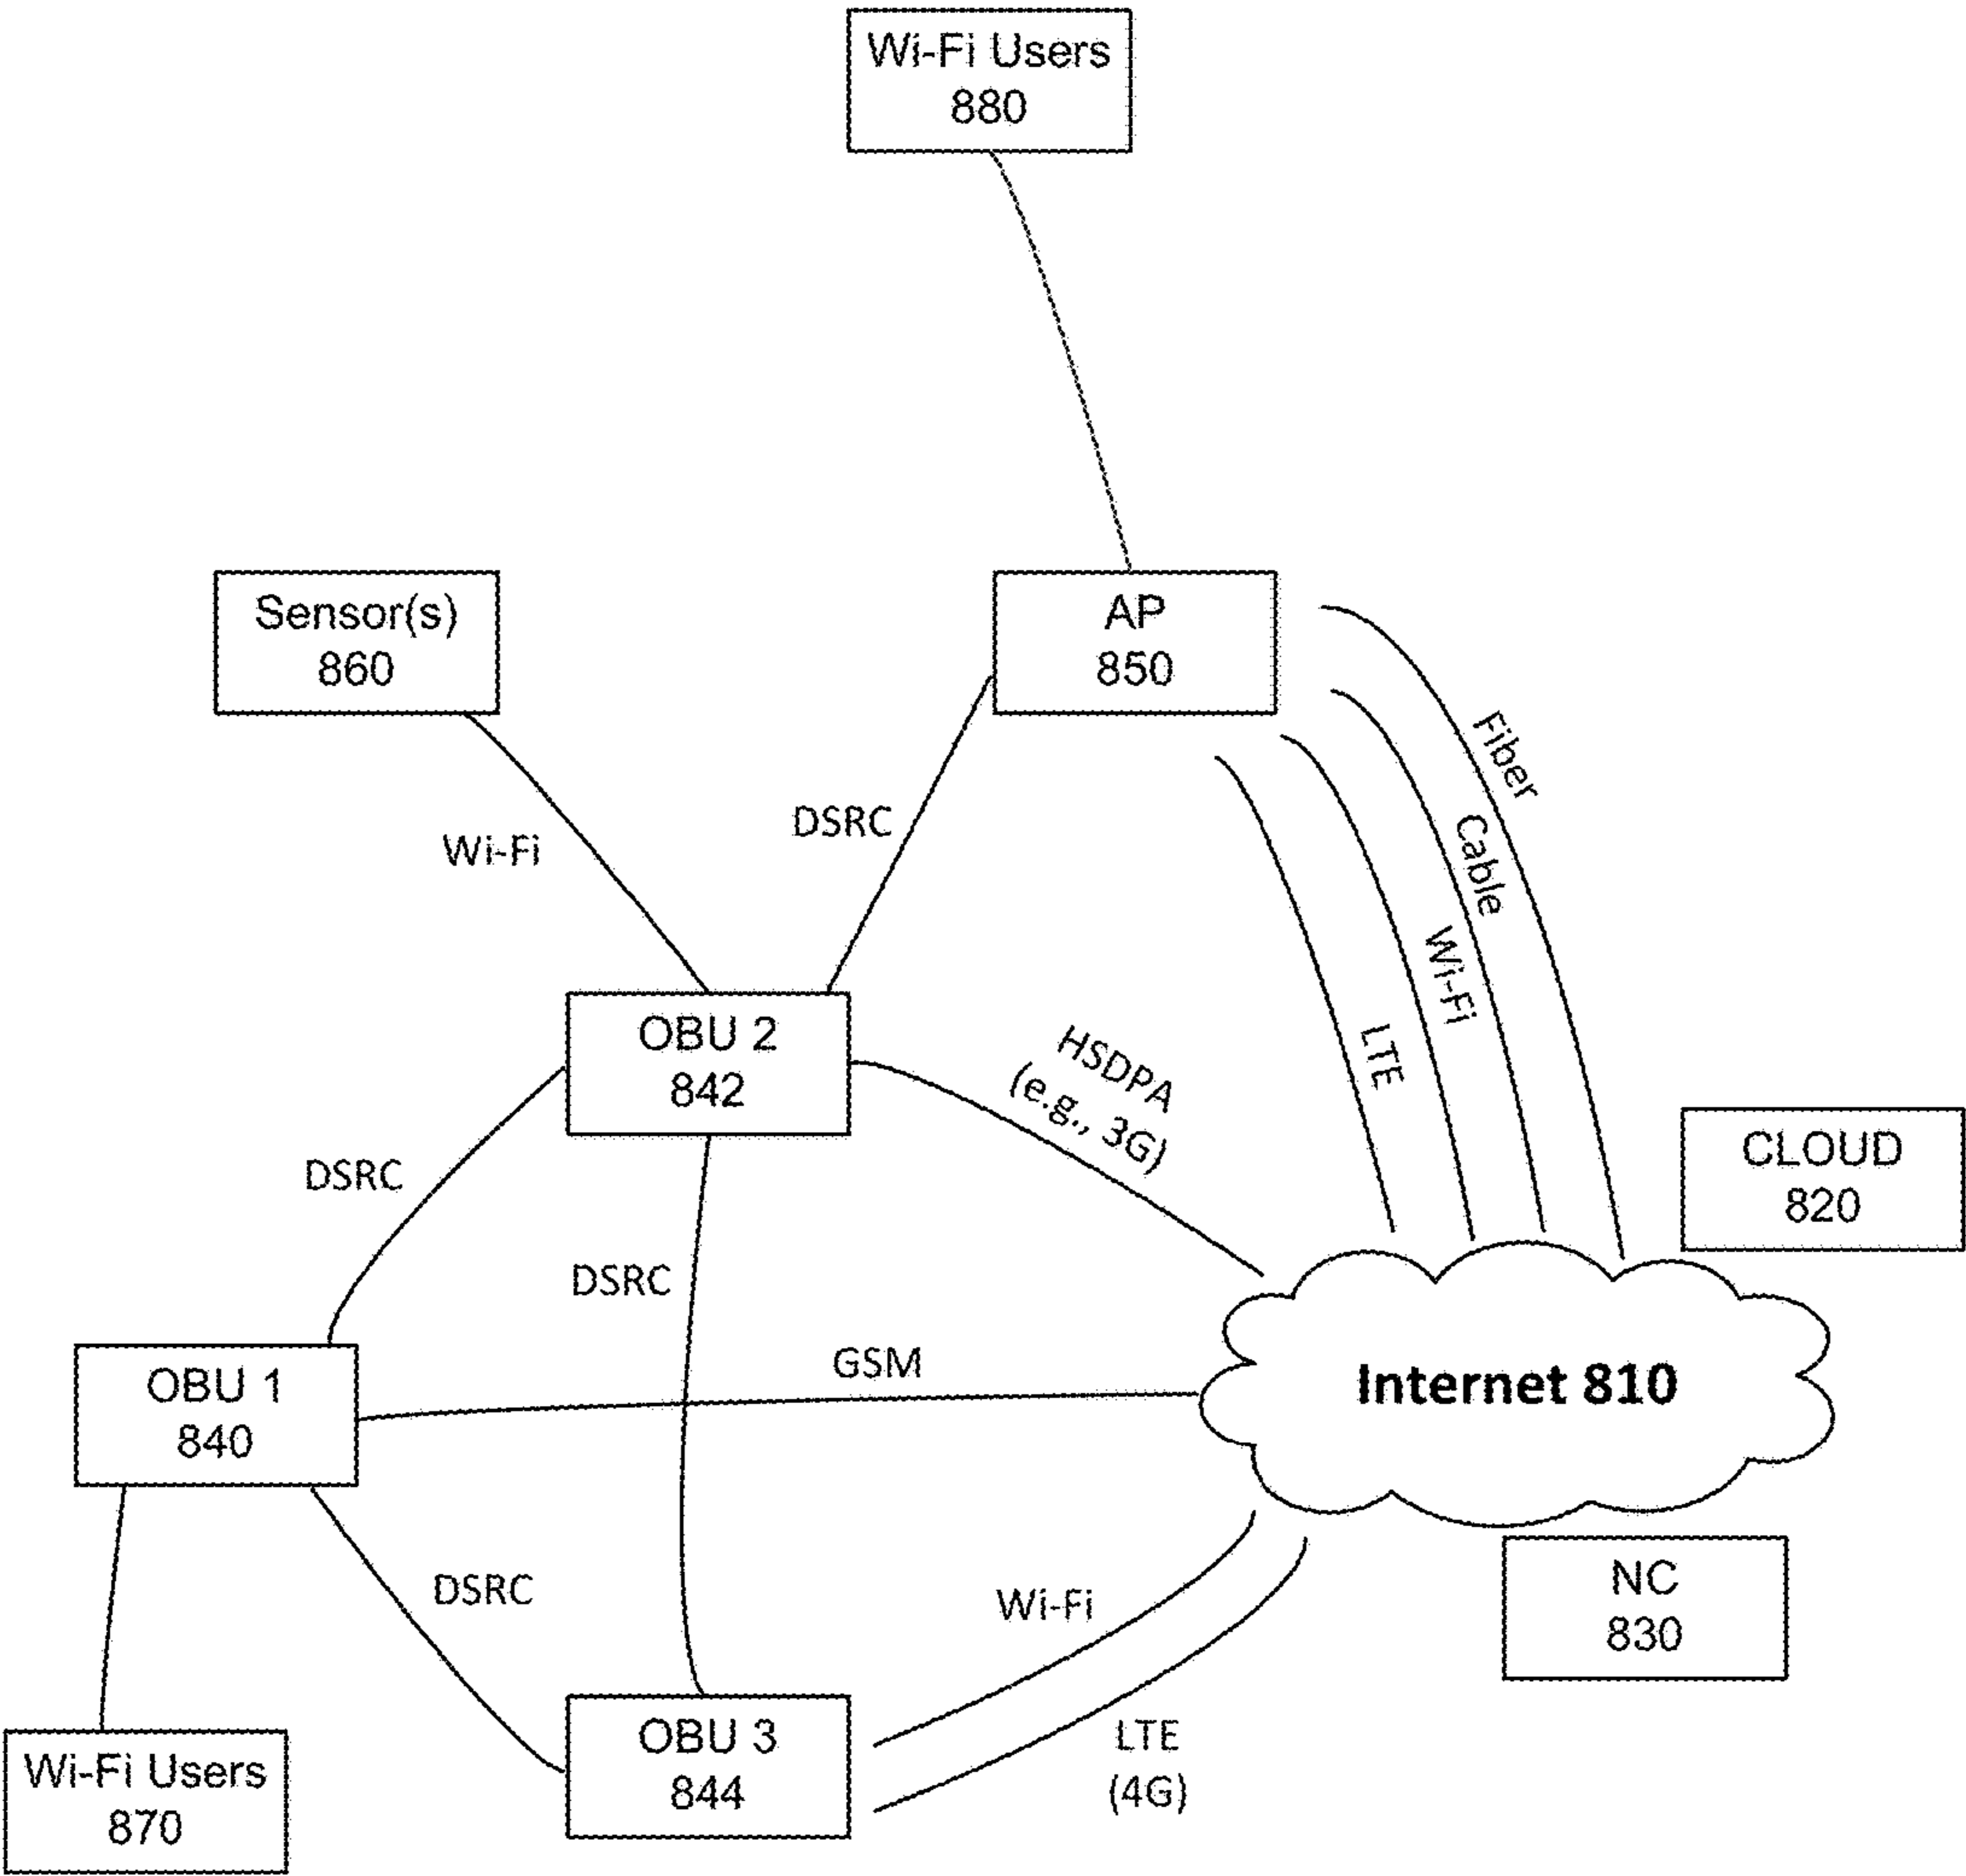 Wi-Fi Users
880
Sensor(s)
860
AP
850
Fiber
Cable
Wi-Fi
LTE
DSRC
Wi-Fi
OBU 2
842
HSDPA
(e.g., 3G)
CLOUD
820
DSRC
DSRC
GSM
Internet 810
OBU 1
840
DSRC
Wi-Fi
NC
830
OBU 3
844
LTE
(4G)
Wi-Fi Users
870